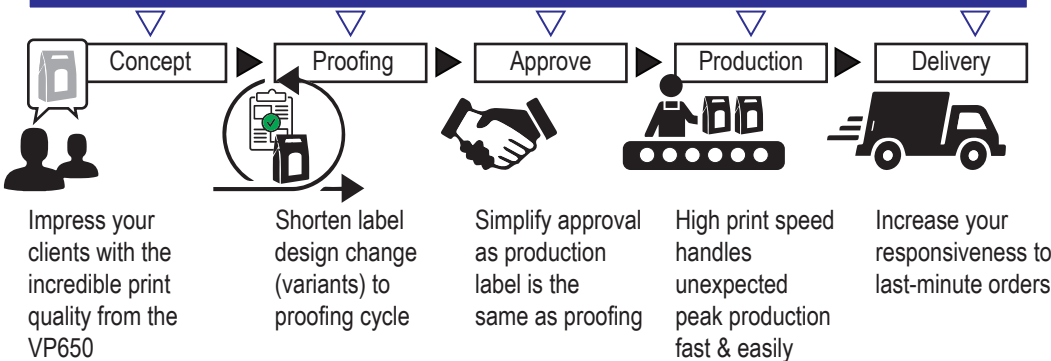 Concept
Proofing
Approve
Production
Delivery
Impress your
clients with the
incredible print
quality from the
VP650
Shorten label
design change
(variants) to
proofing cycle
Simplify approval
as production
label is the
same as proofing
High print speed
handles
unexpected
peak production
fast & easily
Increase your
responsiveness to
last-minute orders